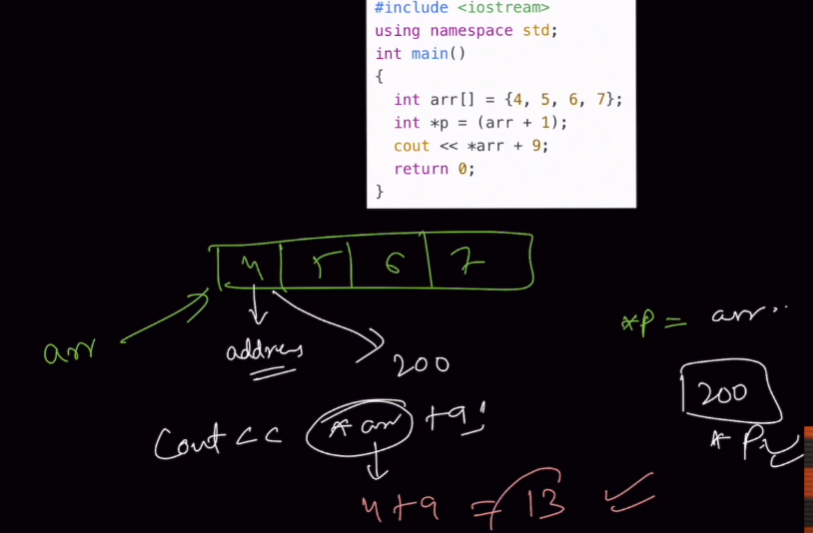 #include <iostream>
using namespace std;
int main()
{
int arr[] = {4, 5, 6, 7};
int *p = (arr + 1);
cout << *arr + 9;
return 0;
}
4 5 6 7
*p = arr..
arr
address
200
200
Cout << *arr +9;
*P
4+9 = 13